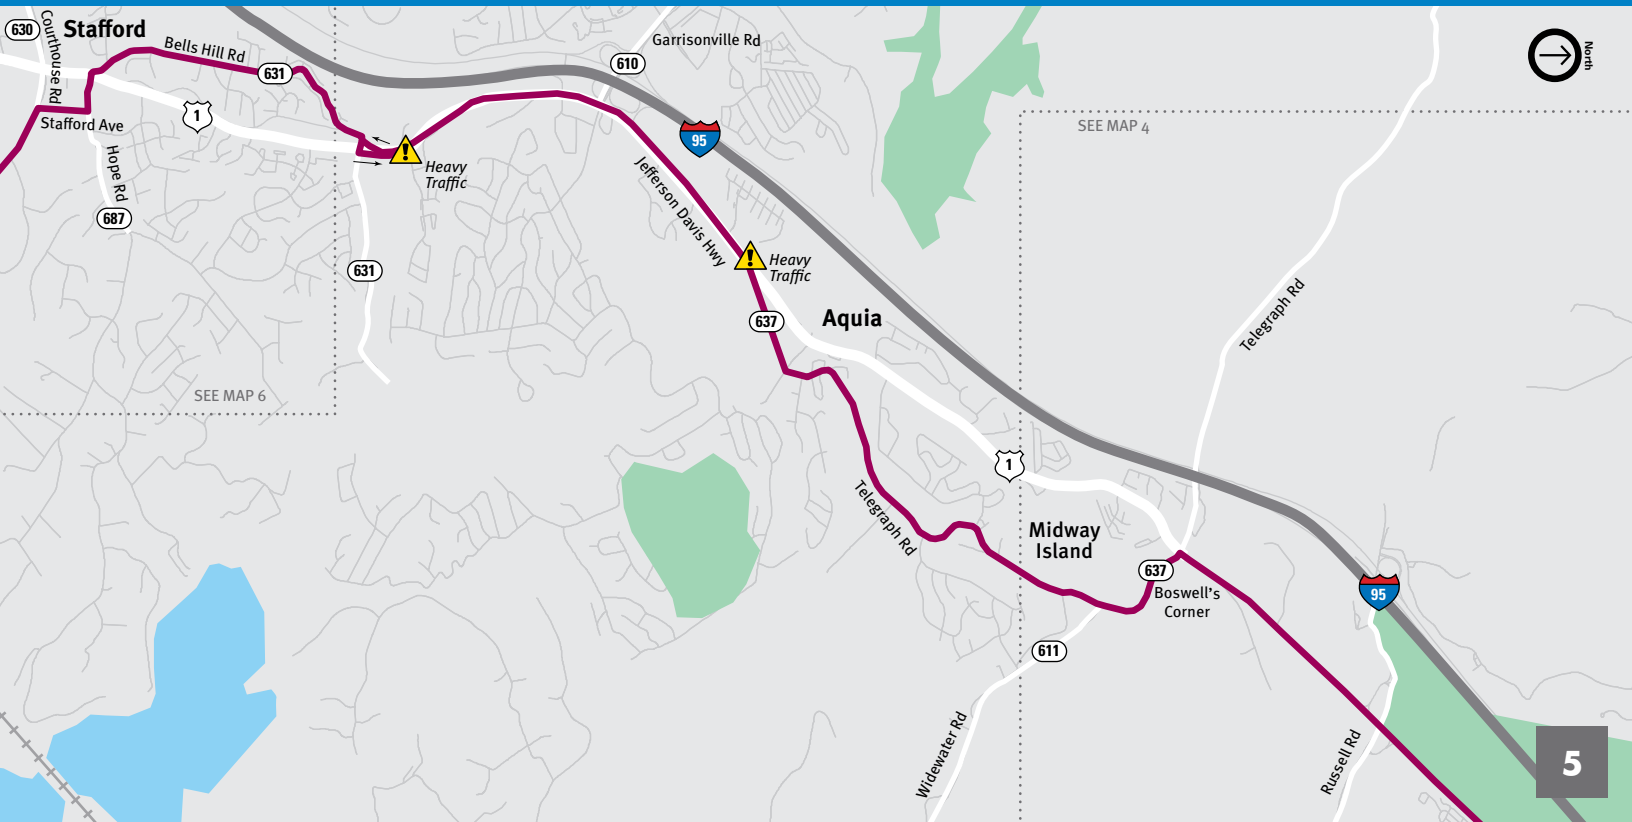 630
Courthouse Rd
Stafford
Bells Hill Rd
631
1
Stafford Ave
Hope Rd
687
Heavy
Traffic
631
SEE MAP 6
Garrisonville Rd
610
95
Jefferson Davis Hwy
Heavy
Traffic
637
Aquia
North
SEE MAP 4
Telegraph Rd
1
Telegraph Rd
Midway
Island
637
Boswell's
Corner
95
611
Widewater Rd
Russell Rd
5